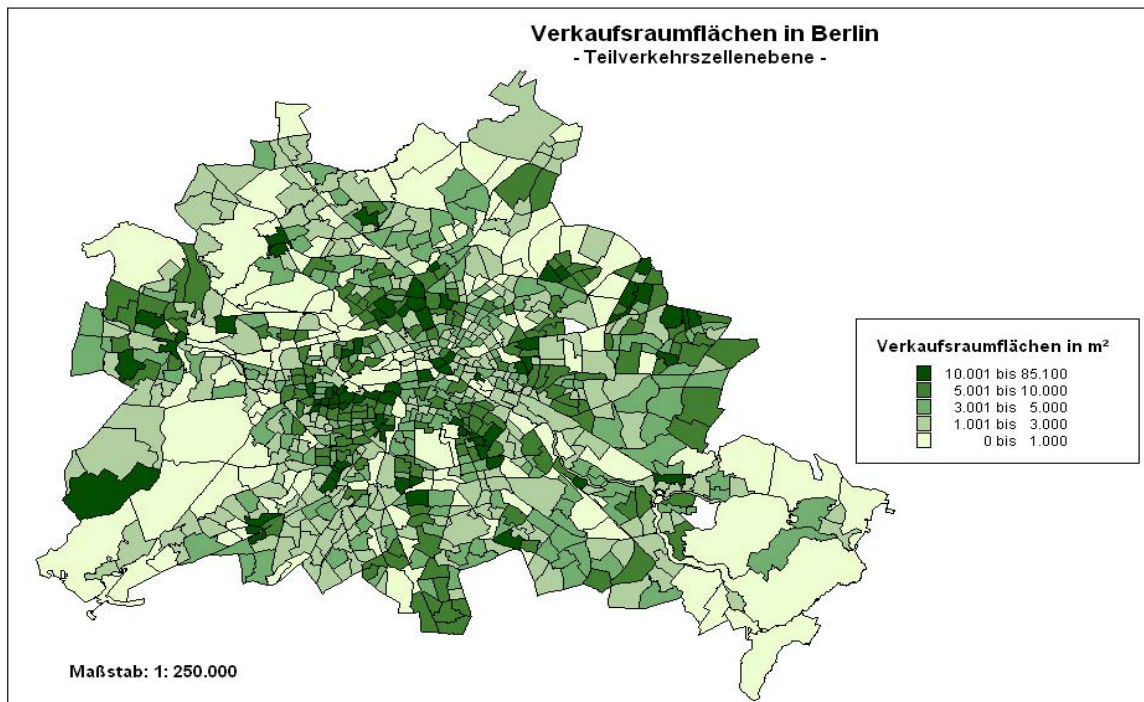 Verkaufsraumflächen in Berlin
- Teilverkehrszellenebene -
Verkaufsraumflächen in m²
10.001 bis 85.100
5.001 bis 10.000
3.001 bis 5.000
1.001 bis 3.000
0 bis 1.000
Maßstab: 1: 250.000